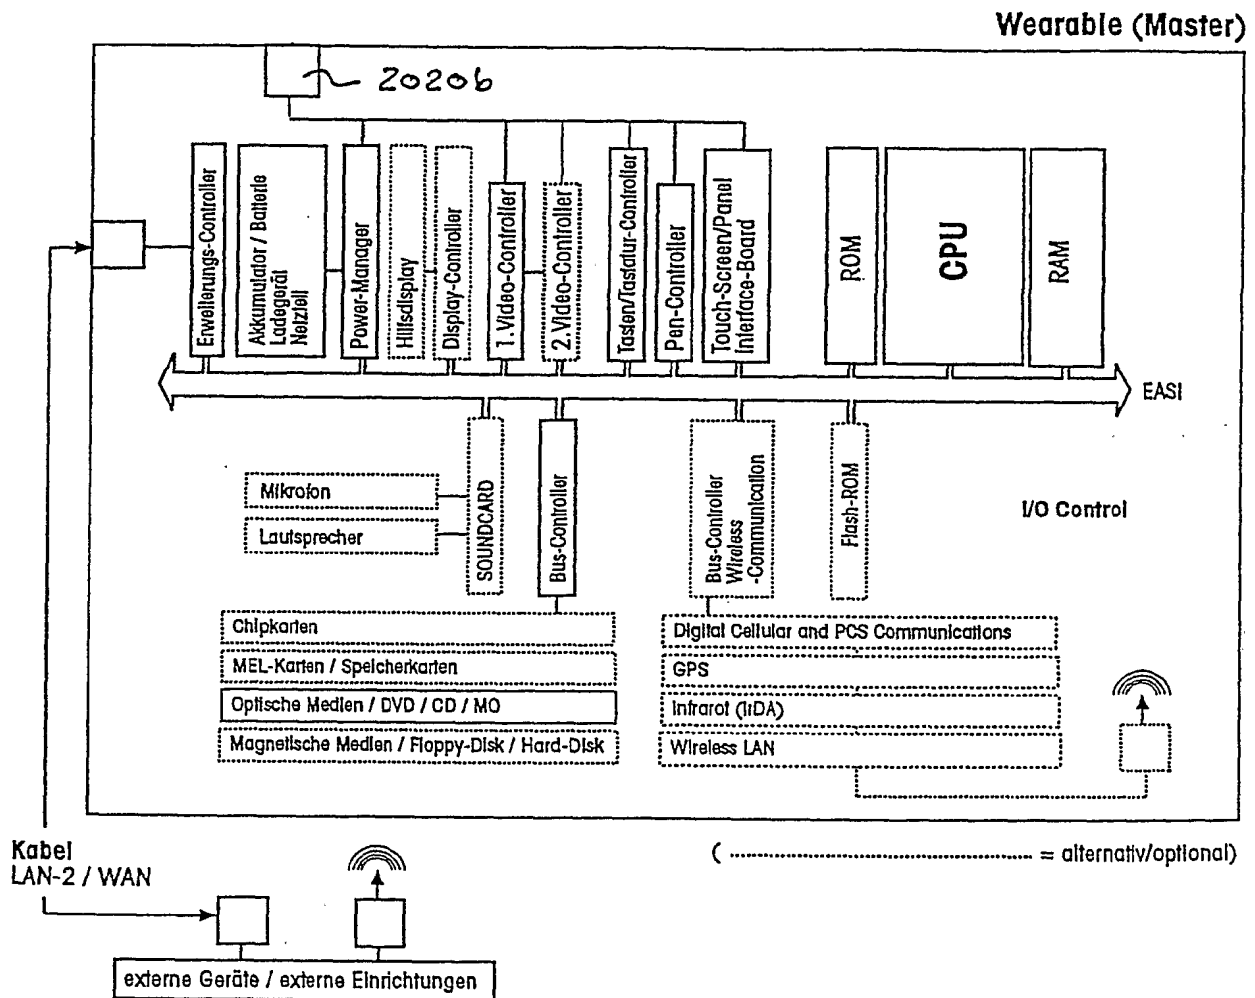 Wearable (Master)
20206
Erweiterungs-Controller
Akkumulator / Batterie
Ladegerät
Netzteil
Power-Manager
Hilfsdisplay
Display-Controller
1.Video-Controller
2.Video-Controller
Tasten/Tastatur-Controller
Pen-Controller
Touch-Screen/Panel
Interface-Board
ROM
CPU
RAM
EASI
Mikrofon
Lautsprecher
SOUNDCARD
Bus-Controller
Bus-Controller
Wireless
-Communication
Flash-ROM
I/O Control
Chipkarten
MEL-Karten / Speicherkarten
Optische Medien / DVD / CD / MO
Magnetische Medien / Floppy-Disk / Hard-Disk
Digital Cellular and PCS Communications
GPS
Infrarot (IrDA)
Wireless LAN
Kabel
LAN-2 / WAN
( = alternativ/optional)
externe Geräte / externe Einrichtungen